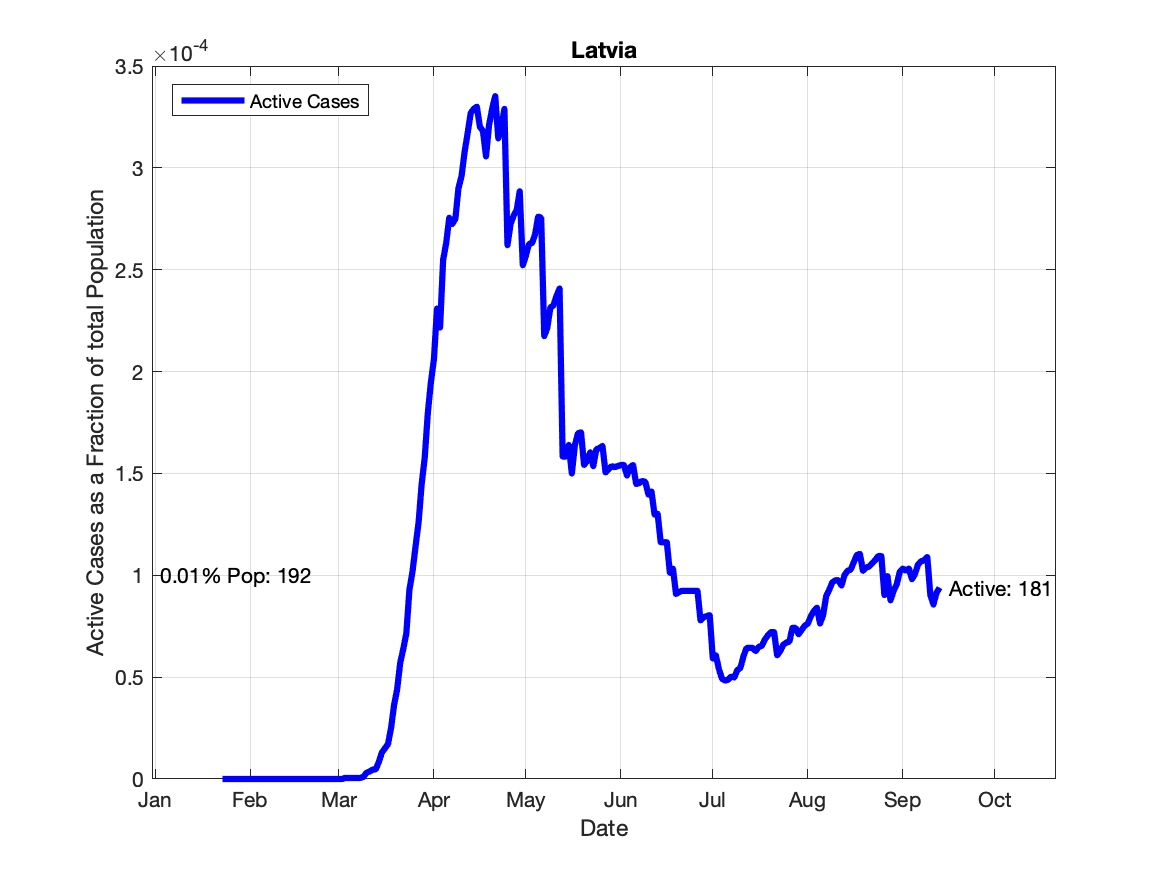 Latvia
×10-4
Active Cases
3.5
3
2.5
2
1.5
1
0.5
0
0.01% Pop: 192
Active: 181
Active Cases as a Fraction of total Population
Jan Feb Mar Apr May Jun Jul Aug Sep Oct
Date